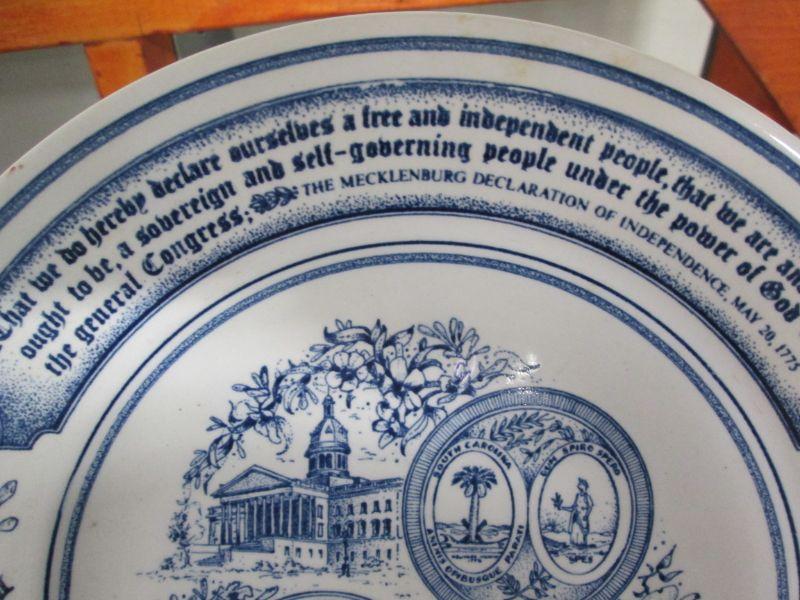 That we do hereby declare ourselves a free and independent people, that we are and
ought to be, a sovereign and self-governing people under the power of God
the general Congress;
THE MECKLENBURG DECLARATION OF INDEPENDENCE, MAY 20, 1775
SOUTH CAROLINA
ANIMIS OPIBUSQUE PARATI
DUM SPIRO SPERO
SPES